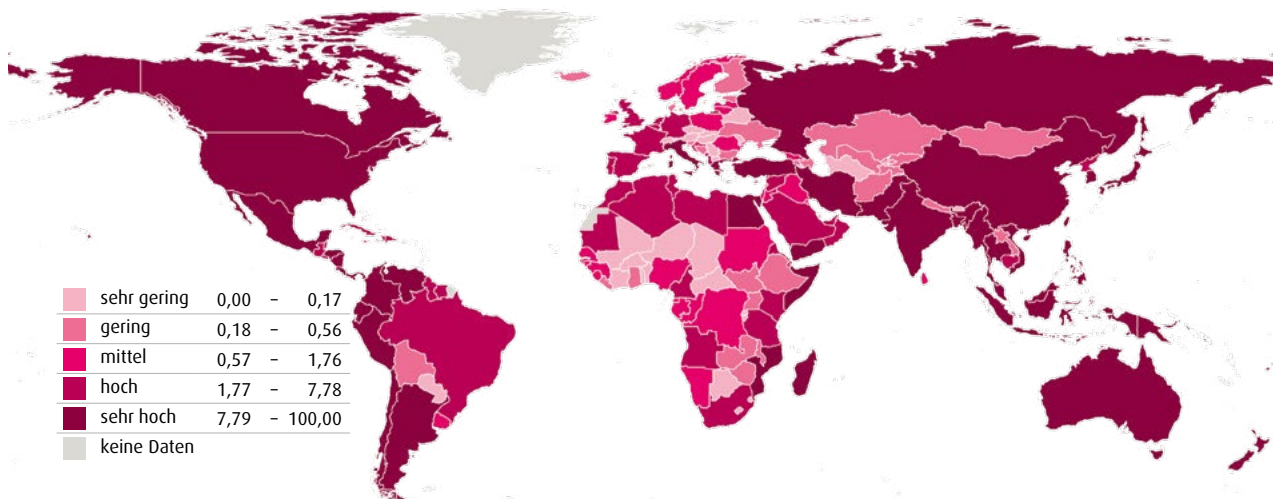 sehr gering 0,00 – 0,17
gering 0,18 – 0,56
mittel 0,57 – 1,76
hoch 1,77 – 7,78
sehr hoch 7,79 – 100,00
keine Daten